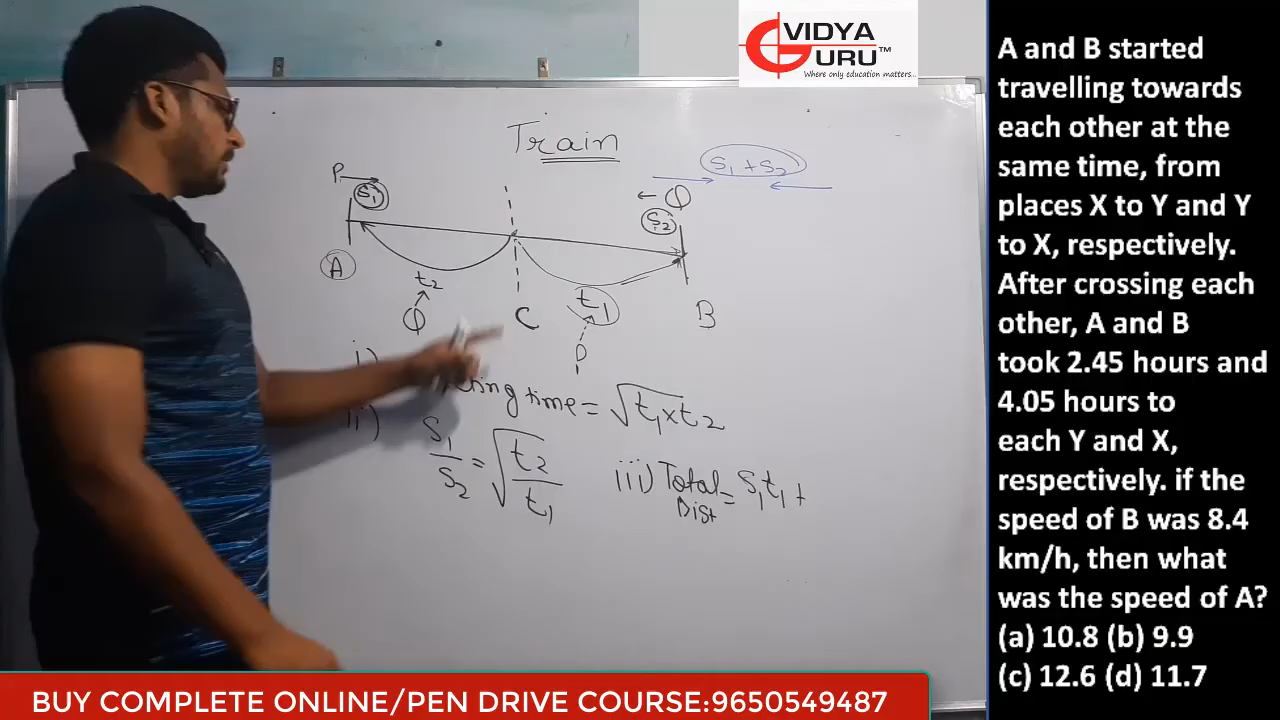 VIDYA
GURU™
Where only education matters...
Train
P
S1
S1 + S2
Q
S2
A
t2
Q
C
t1
P
B
i)
ting time = √t1xt2
ii)
S1/S2 = √t2/t1
iii) Total Dist = S1t1 +
A and B started
travelling towards
each other at the
same time, from
places X to Y and Y
to X, respectively.
After crossing each
other, A and B
took 2.45 hours and
4.05 hours to
each Y and X,
respectively. if the
speed of B was 8.4
km/h, then what
was the speed of A?
(a) 10.8 (b) 9.9
(c) 12.6 (d) 11.7
BUY COMPLETE ONLINE/PEN DRIVE COURSE:9650549487